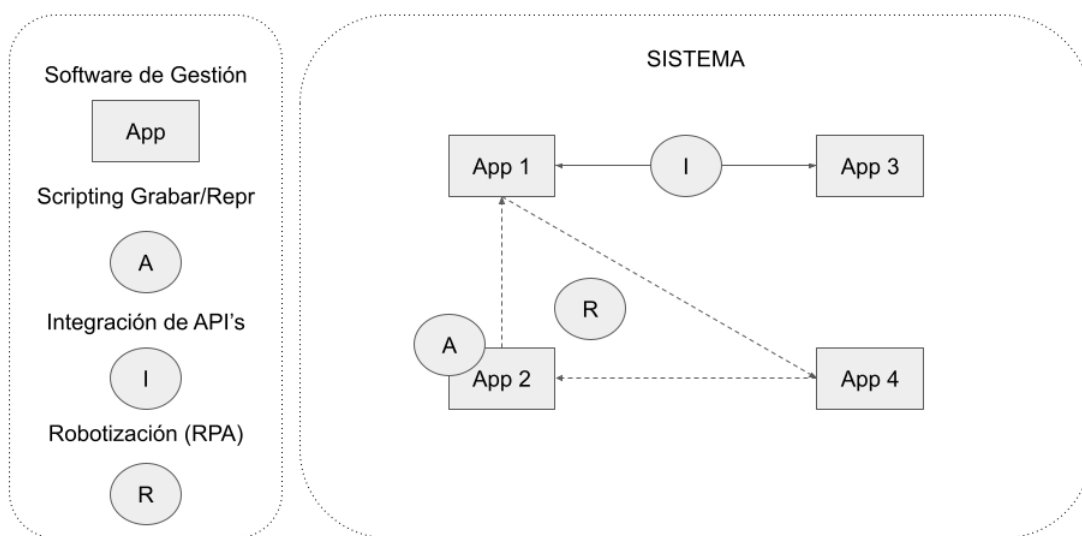 Software de Gestión
App
Scripting Grabar/Repr
A
Integración de API's
I
Robotización (RPA)
R
SISTEMA
App 1
I
App 3
R
A
App 2
App 4